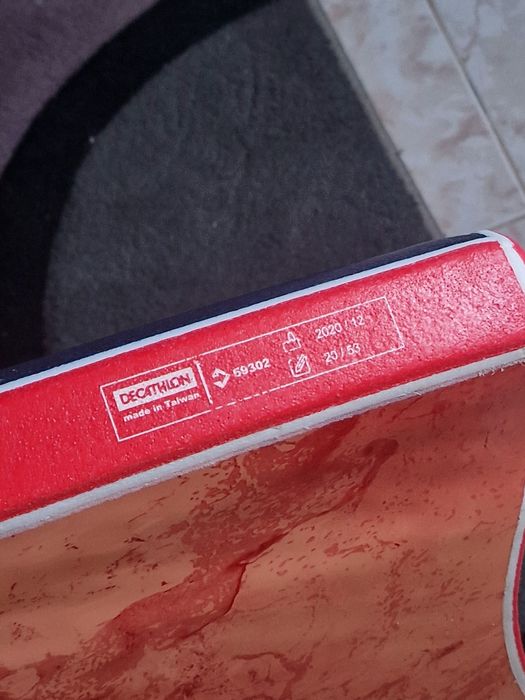 DECATHLON
made in Taiwan
59302
2020 / 12
20 / 53